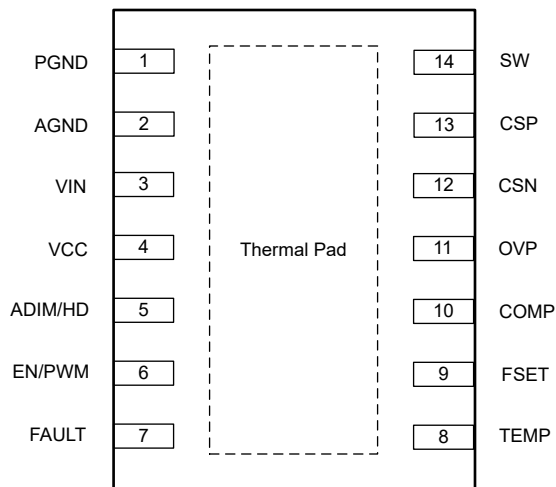 PGND 1 14 SW
AGND 2 13 CSP
VIN 3 12 CSN
VCC 4 Thermal Pad 11 OVP
ADIM/HD 5 10 COMP
EN/PWM 6 9 FSET
FAULT 7 8 TEMP